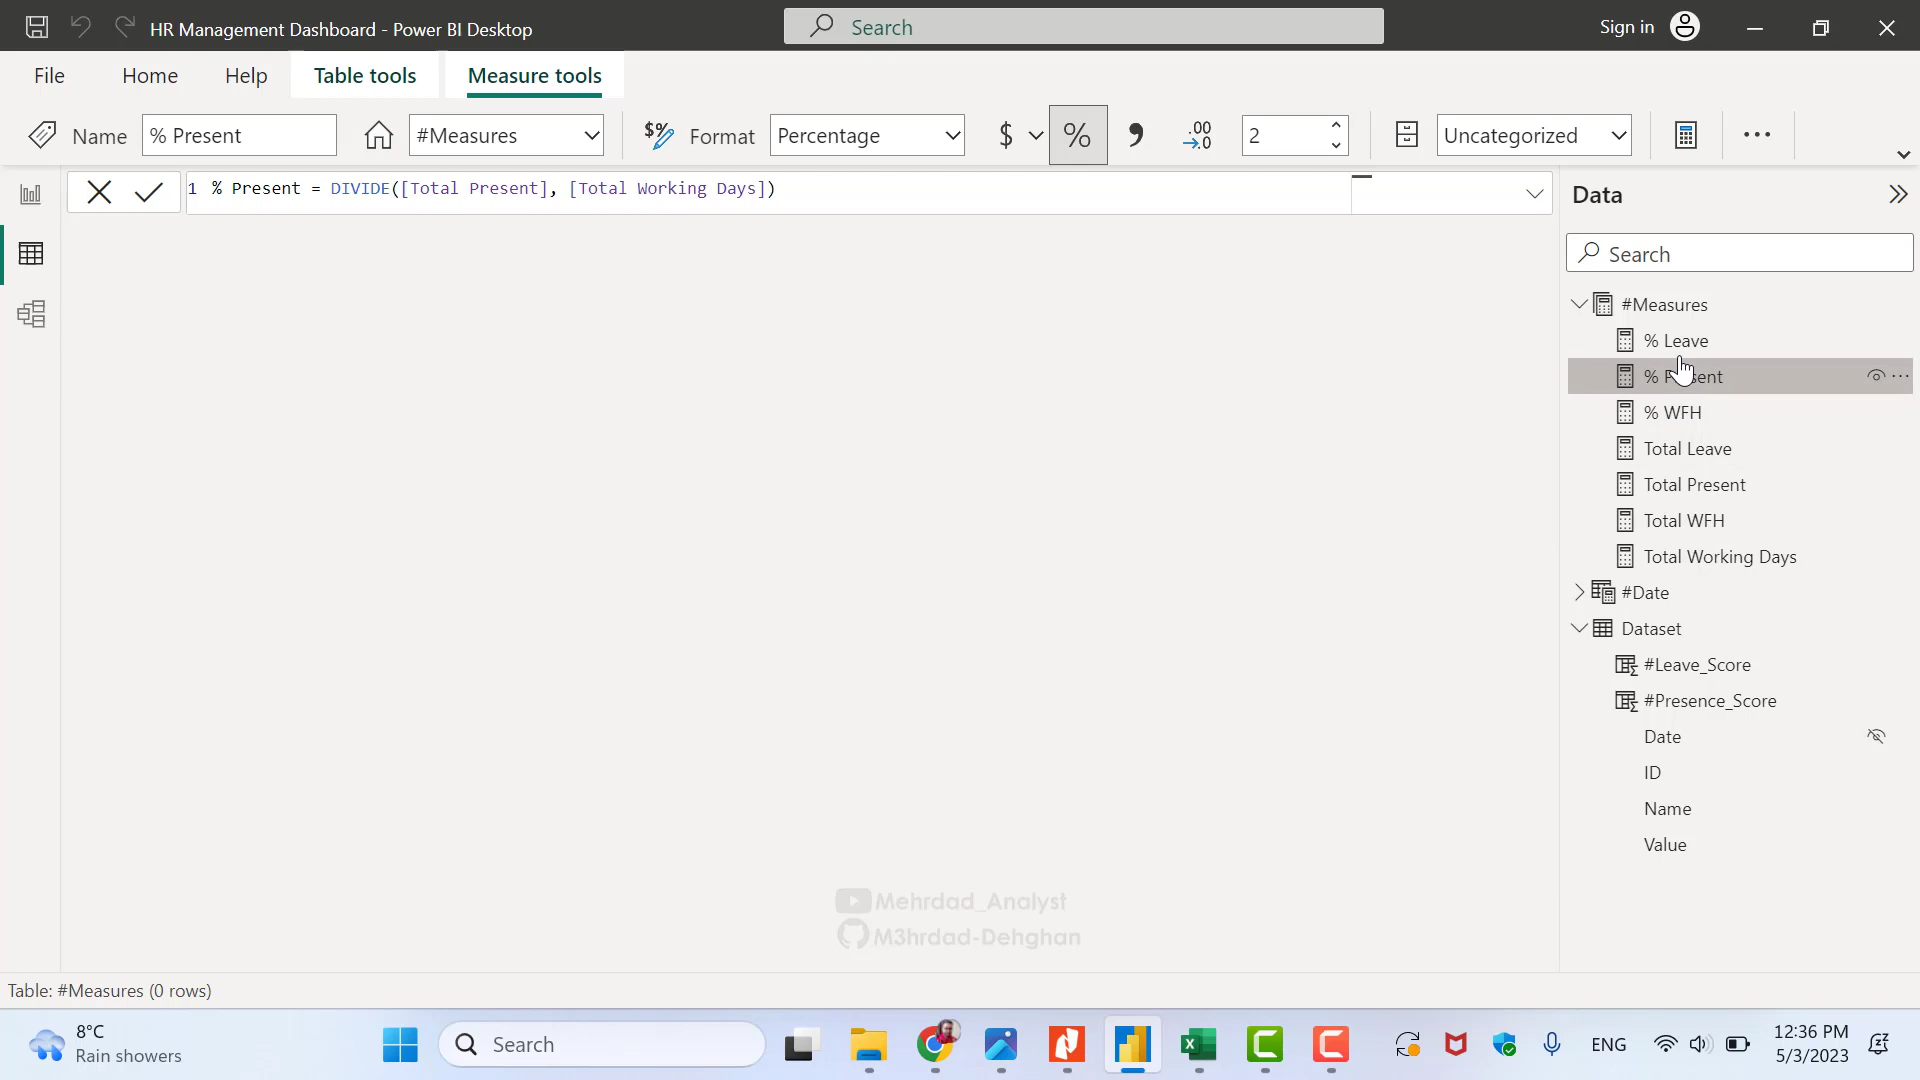 HR Management Dashboard - Power BI Desktop
Search
Sign in
File
Home
Help
Table tools
Measure tools
Name
% Present
#Measures
$%
Format
Percentage
$
%
.00
.0
2
Uncategorized
1 % Present = DIVIDE([Total Present], [Total Working Days])
Data
Search
#Measures
% Leave
% Present
% WFH
Total Leave
Total Present
Total WFH
Total Working Days
#Date
Dataset
#Leave_Score
#Presence_Score
Date
ID
Name
Value
Mehrdad_Analyst
M3hrdad-Dehghan
Table: #Measures (0 rows)
8°C
Rain showers
Search
ENG
12:36 PM
5/3/2023